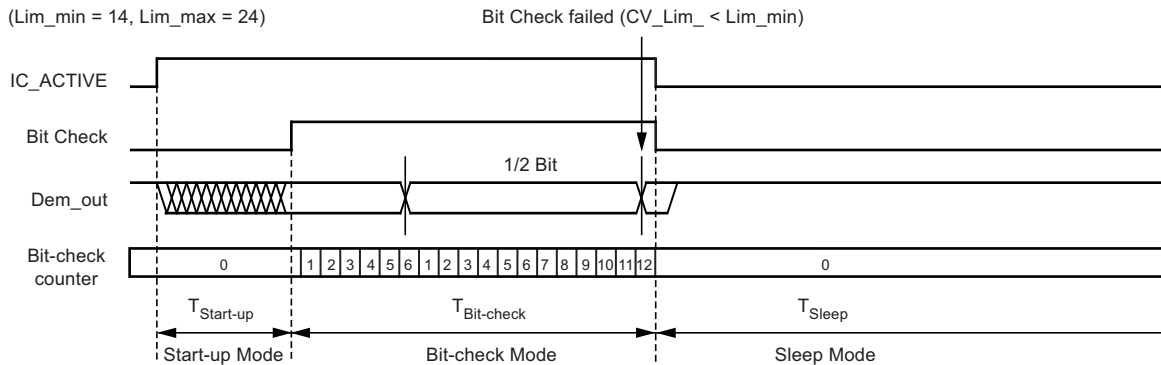 (Lim_min = 14, Lim_max = 24)
Bit Check failed (CV_Lim_ < Lim_min)
IC_ACTIVE
Bit Check
1/2 Bit
Dem_out
Bit-check
counter
0 1 2 3 4 5 6 1 2 3 4 5 6 7 8 9 10 11 12 0
TStart-up TBit-check TSleep
Start-up Mode Bit-check Mode Sleep Mode